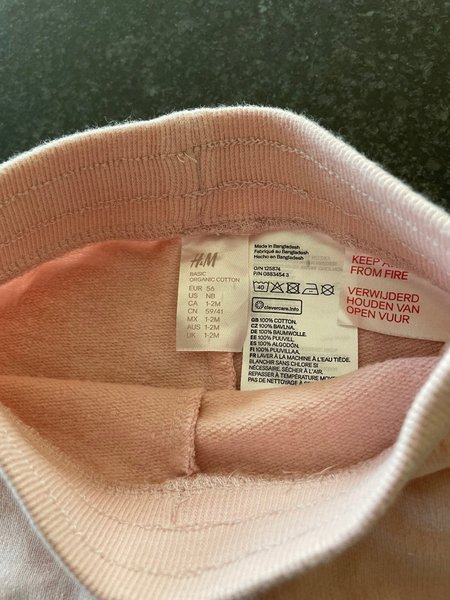 H&M
BASIC
ORGANIC COTTON
EUR 56
US NB
CA 1-2M
CN 59/41
MX 1-2M
AUS 1-2M
UK 1-2M
Made in Bangladesh
Fabriqué au Bangladesh
Hecho en Bangladesh
O/N 125874
P/N 0883454 3
40
clevercare.info
GB 100% COTTON.
CZ 100% BAVLNA.
DE 100% BAUMWOLLE.
EE 100% PUUVILL.
ES 100% ALGODÓN.
FI 100% PUUVILLAA.
FR LAVER À LA MACHINE À L'EAU TIÈDE.
BLANCHIR SANS CHLORE SI
NÉCESSAIRE. SÉCHER À L'AIR.
REPASSER À TEMPÉRATURE
PAS DE NETTOYAGE À
KEEP
FROM FIRE
VERWIJDERD
HOUDEN VAN
OPEN VUUR